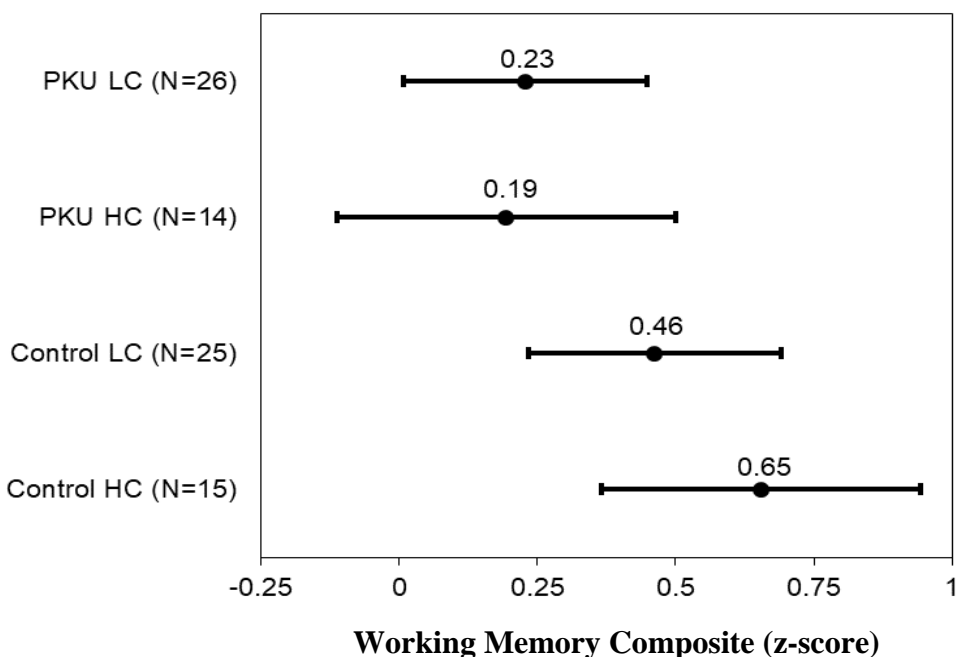 0.23
PKU LC (N=26)
0.19
PKU HC (N=14)
0.46
Control LC (N=25)
0.65
Control HC (N=15)
-0.25 0 0.25 0.5 0.75 1
Working Memory Composite (z-score)